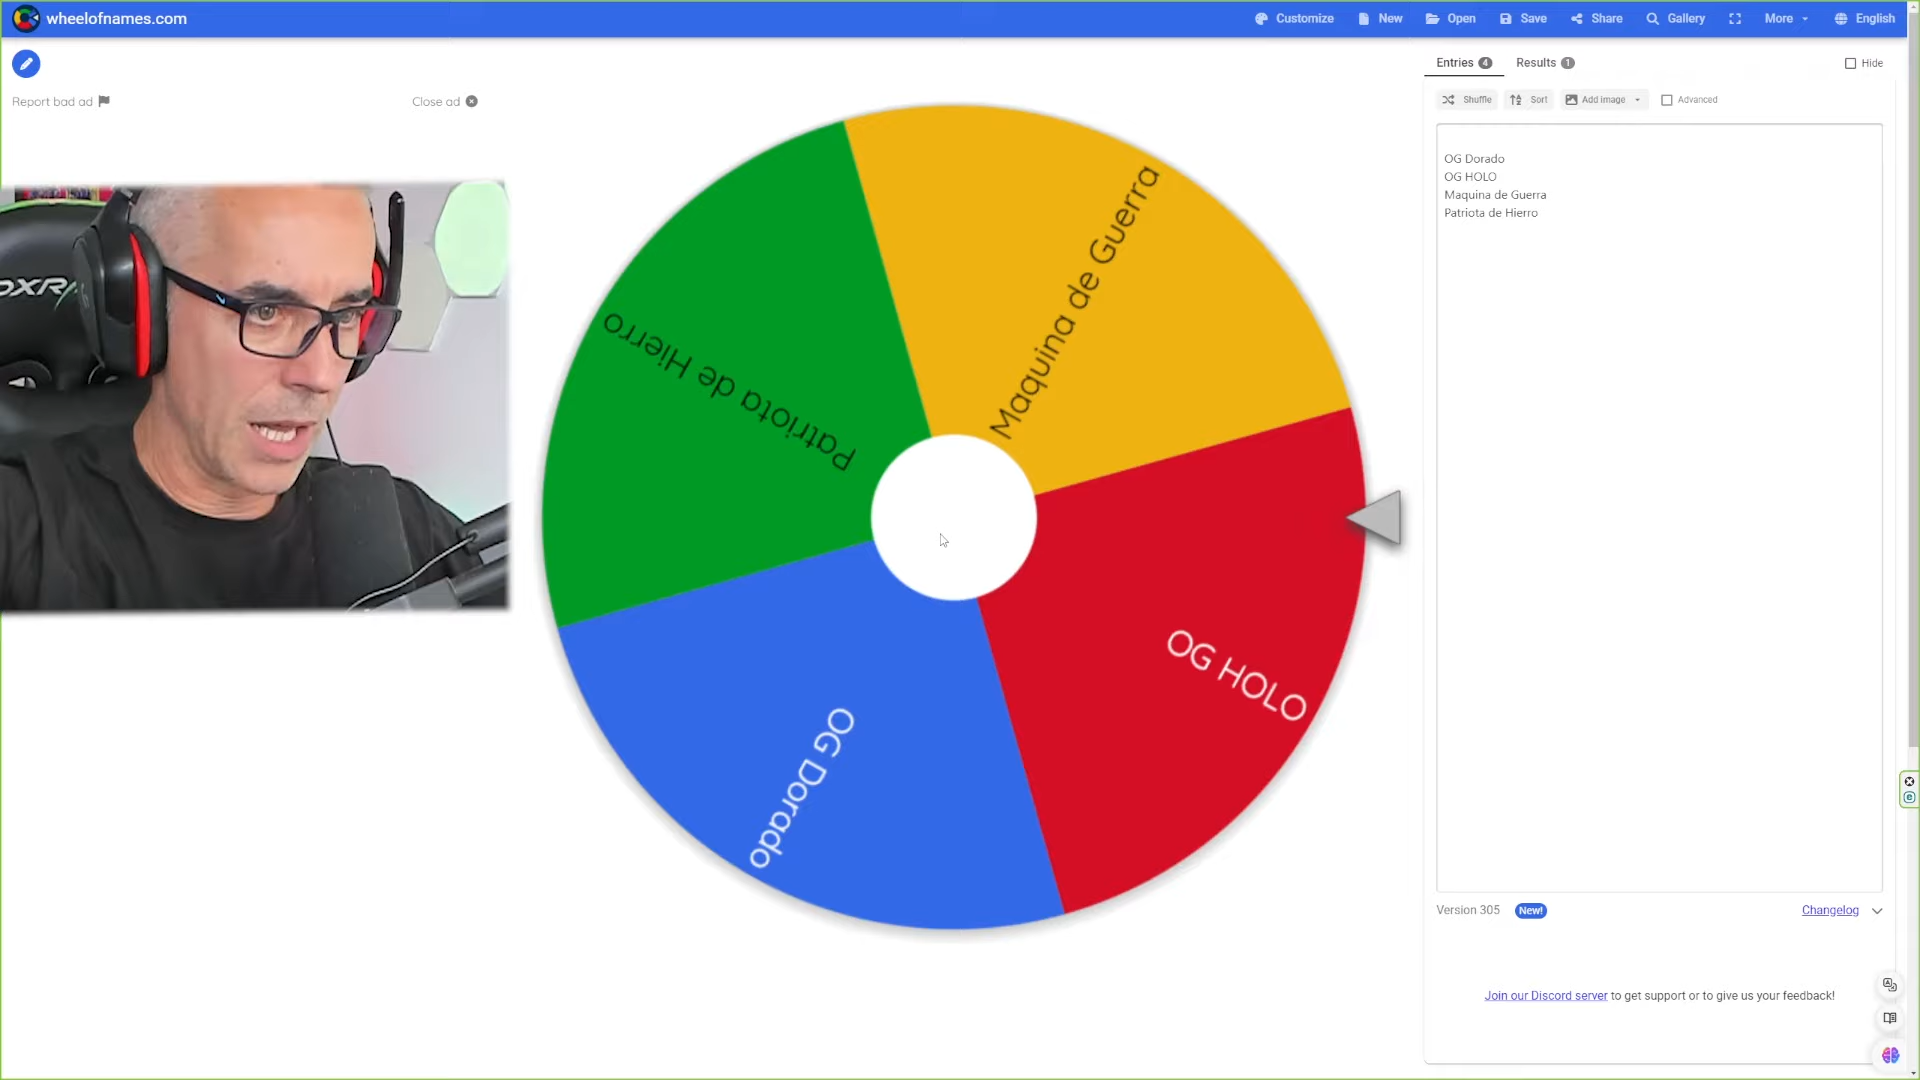 wheelofnames.com
Customize
New
Open
Save
Share
Gallery
More
English
Report bad ad
Close ad
Entries 4
Results 1
Hide
Shuffle
Sort
Add image
Advanced
OG Dorado
OG HOLO
Maquina de Guerra
Patriota de Hierro
Maquina de Guerra
Patriota de Hierro
OG HOLO
OG Dorado
DXR
Version 305
New!
Changelog
Join our Discord server to get support or to give us your feedback!